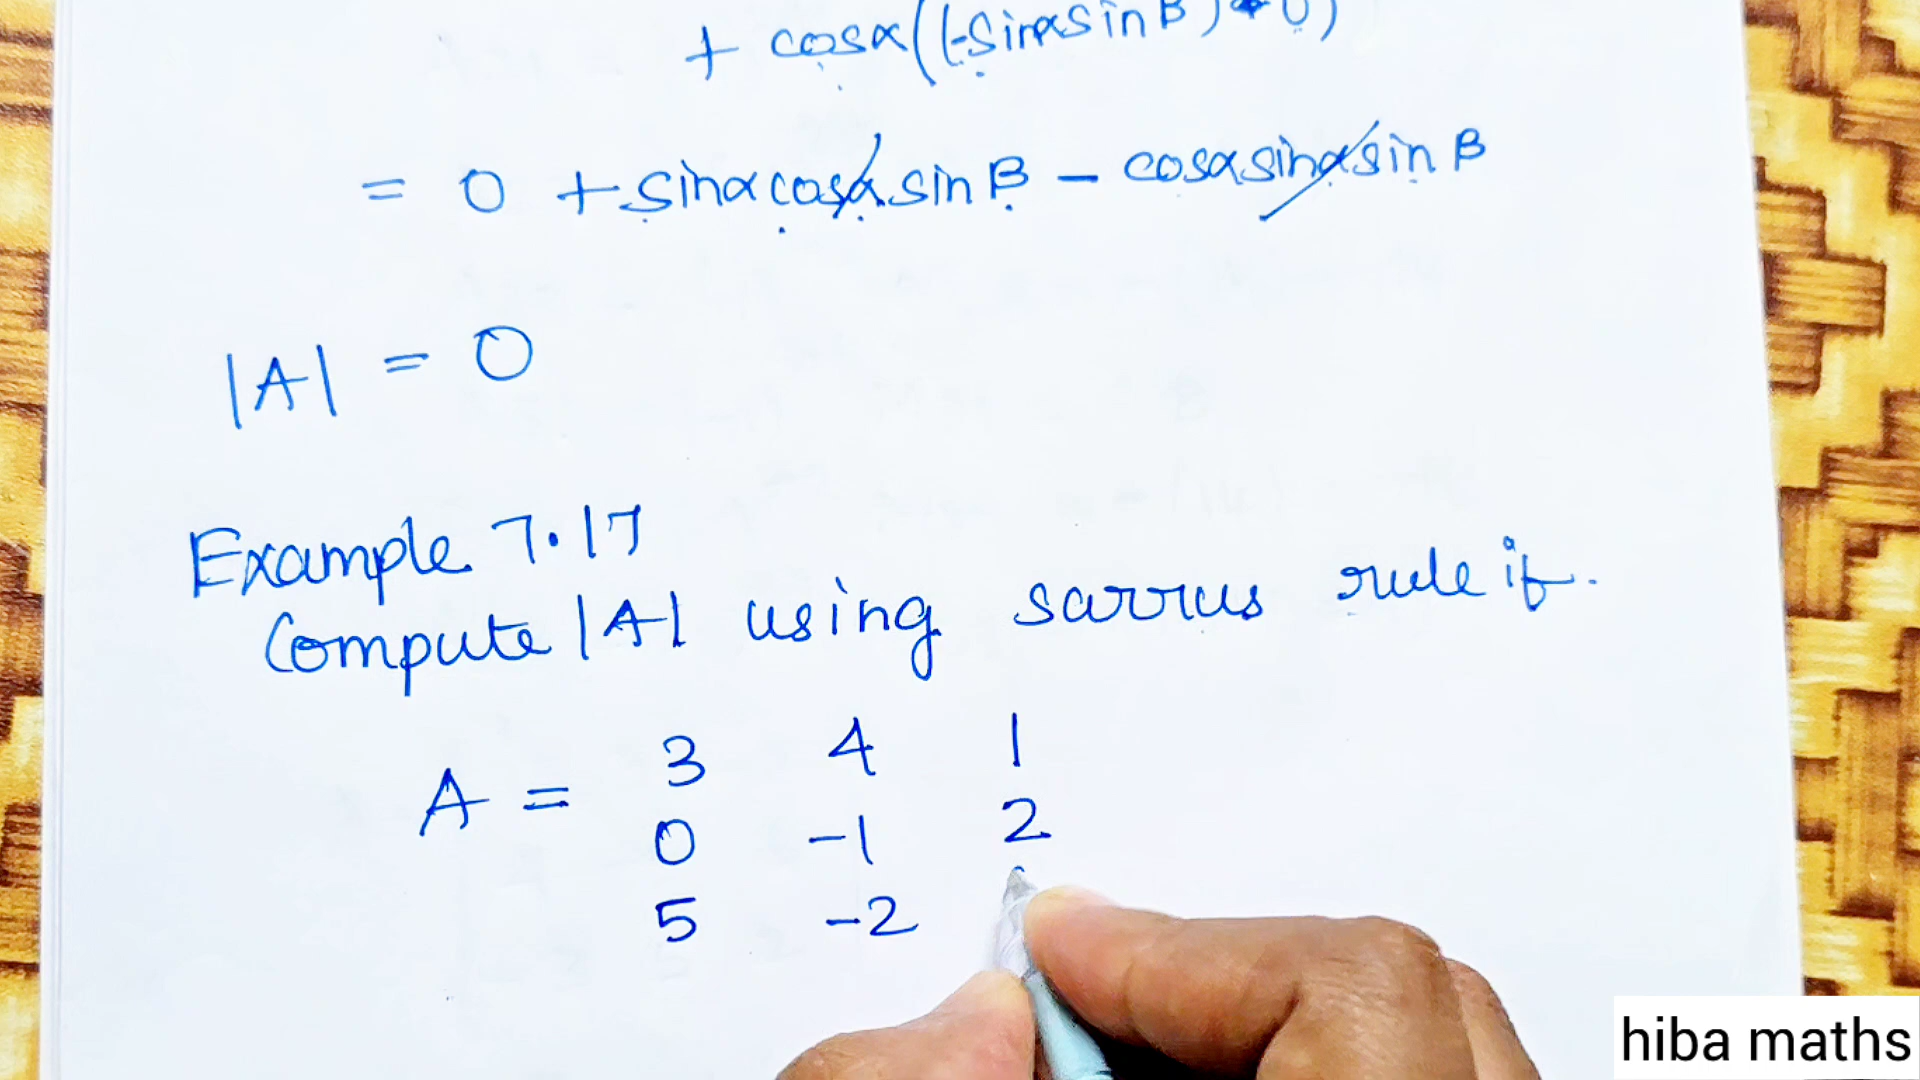 + cosα((-sinαsinβ) - 0)
= 0 + sinαcosα sinβ - cosαsinαsinβ
|A| = 0
Example 7.17
Compute |A| using sarrus rule if
A = 3 4 1
0 -1 2
5 -2
hiba maths